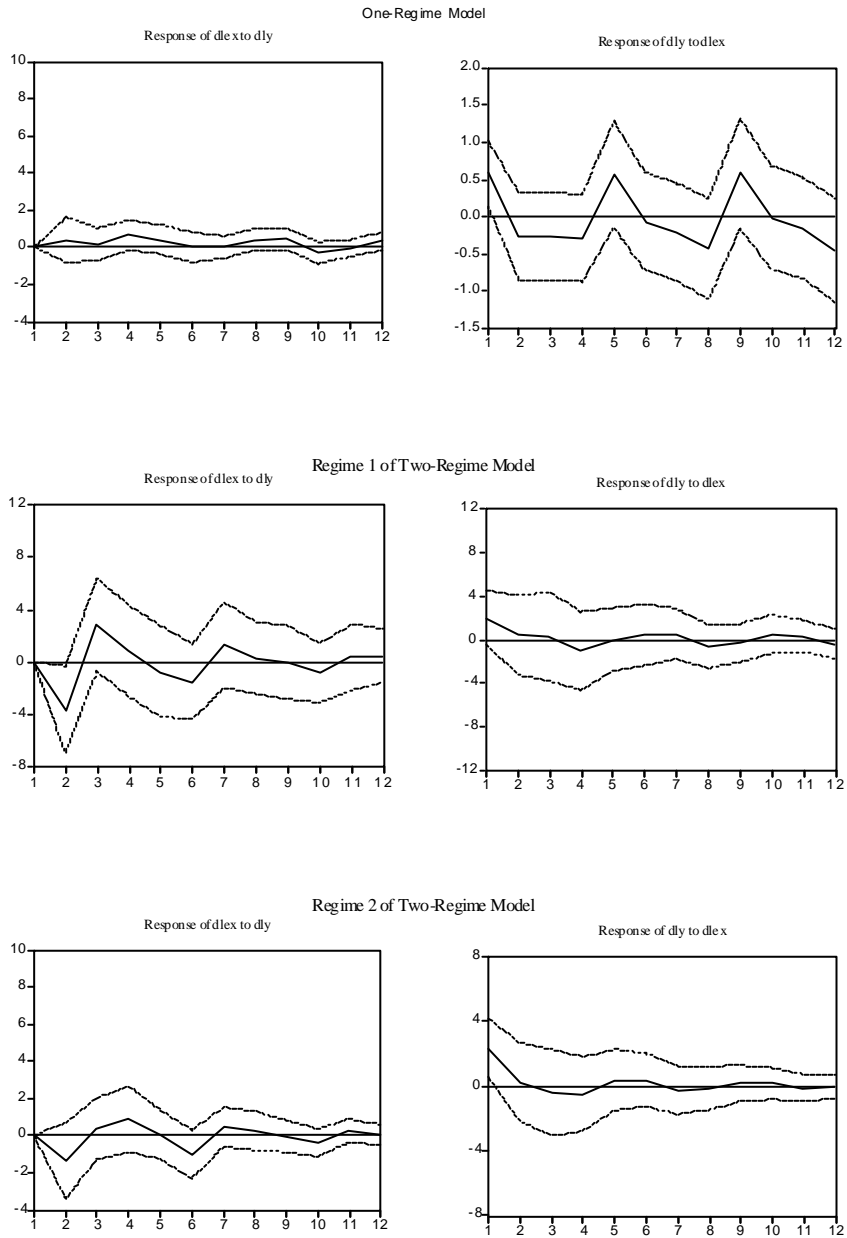 One-Regime Model
Response of dlex to dly
10
8
6
4
2
0
-2
-4
1 2 3 4 5 6 7 8 9 10 11 12
Response of dly to dlex
2.0
1.5
1.0
0.5
0.0
-0.5
-1.0
-1.5
1 2 3 4 5 6 7 8 9 10 11 12
Regime 1 of Two-Regime Model
Response of dlex to dly
12
8
4
0
-4
-8
1 2 3 4 5 6 7 8 9 10 11 12
Response of dly to dlex
12
8
4
0
-4
-8
-12
1 2 3 4 5 6 7 8 9 10 11 12
Regime 2 of Two-Regime Model
Response of dlex to dly
10
8
6
4
2
0
-2
-4
1 2 3 4 5 6 7 8 9 10 11 12
Response of dly to dlex
8
4
0
-4
-8
1 2 3 4 5 6 7 8 9 10 11 12